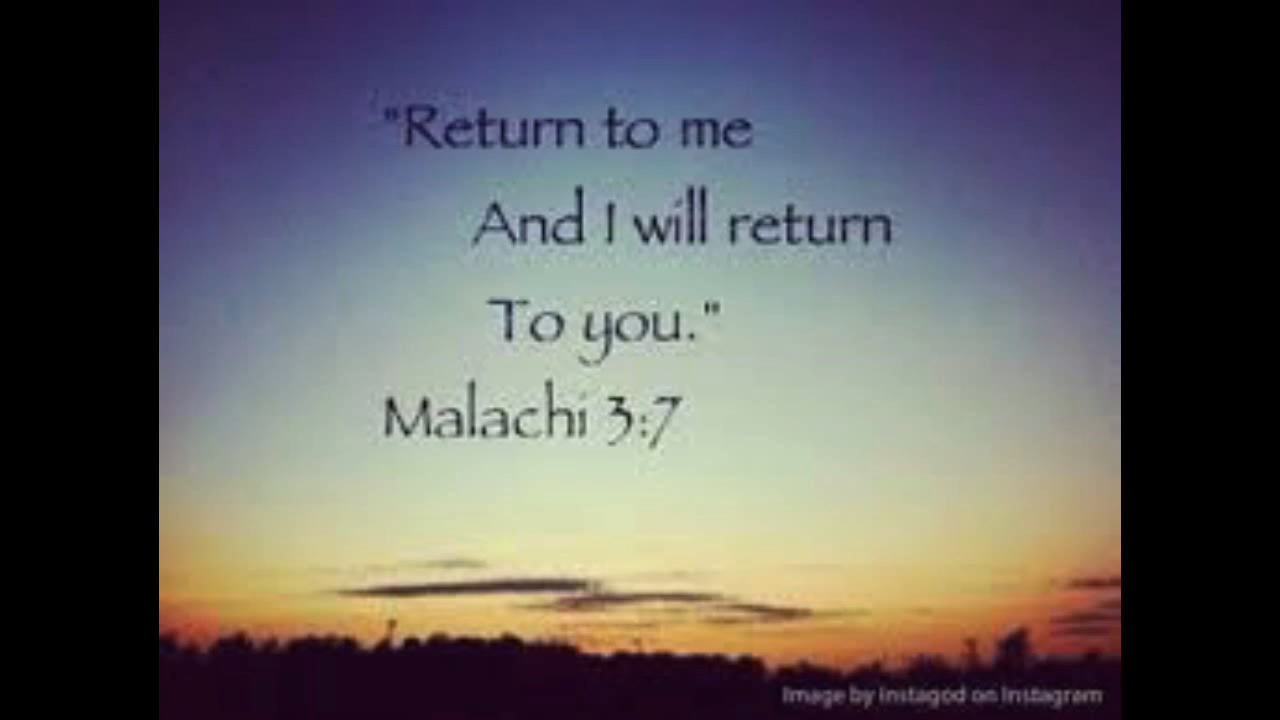 "Return to me
And I will return
To you."
Malachi 3:7
Image by Instagod on Instagram